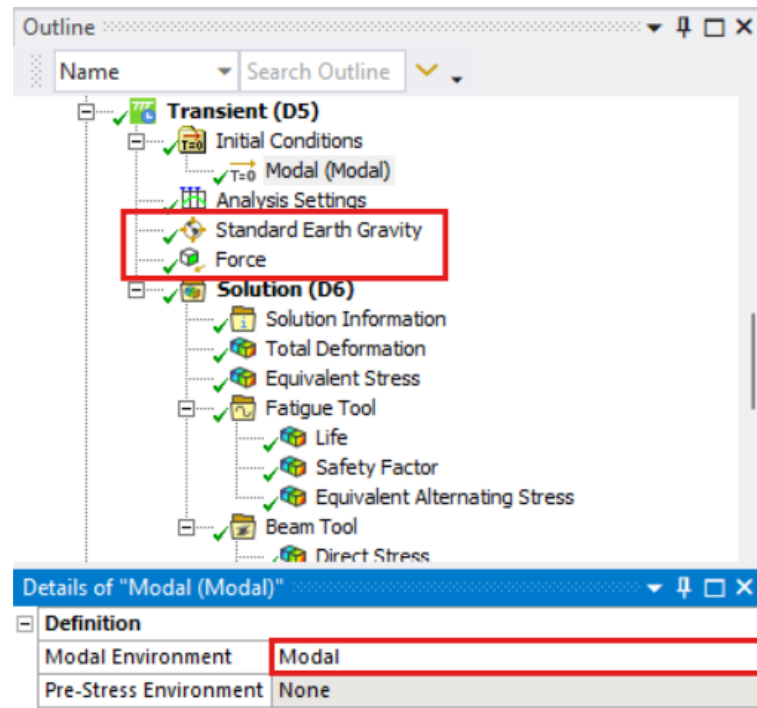 Outline
Name Search Outline
Transient (D5)
Initial Conditions
T=0 Modal (Modal)
Analysis Settings
Standard Earth Gravity
Force
Solution (D6)
Solution Information
Total Deformation
Equivalent Stress
Fatigue Tool
Life
Safety Factor
Equivalent Alternating Stress
Beam Tool
Direct Stress
Details of "Modal (Modal)"
Definition
Modal Environment Modal
Pre-Stress Environment None